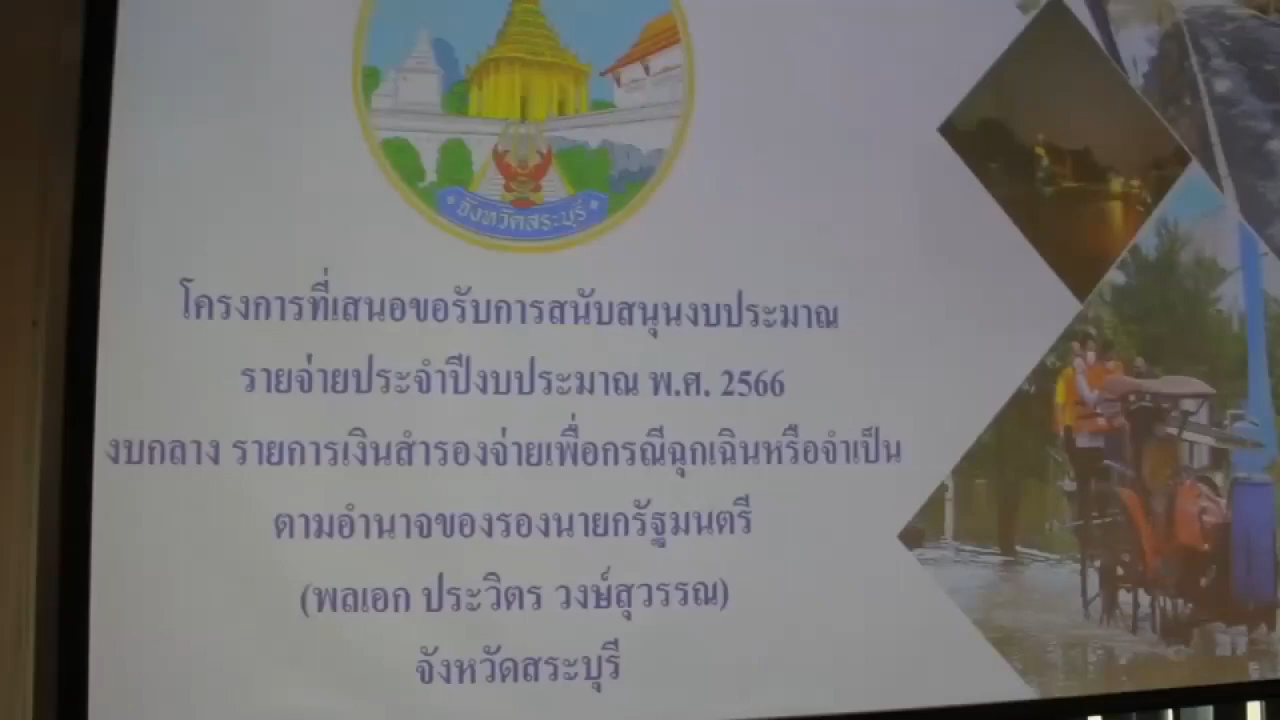 จังหวัดสระบุรี
โครงการที่เสนอขอรับการสนับสนุนงบประมาณ
รายจ่ายประจำปีงบประมาณ พ.ศ. 2566
งบกลาง รายการเงินสำรองจ่ายเพื่อกรณีฉุกเฉินหรือจำเป็น
ตามอำนาจของรองนายกรัฐมนตรี
(พลเอก ประวิตร วงษ์สุวรรณ)
จังหวัดสระบุรี